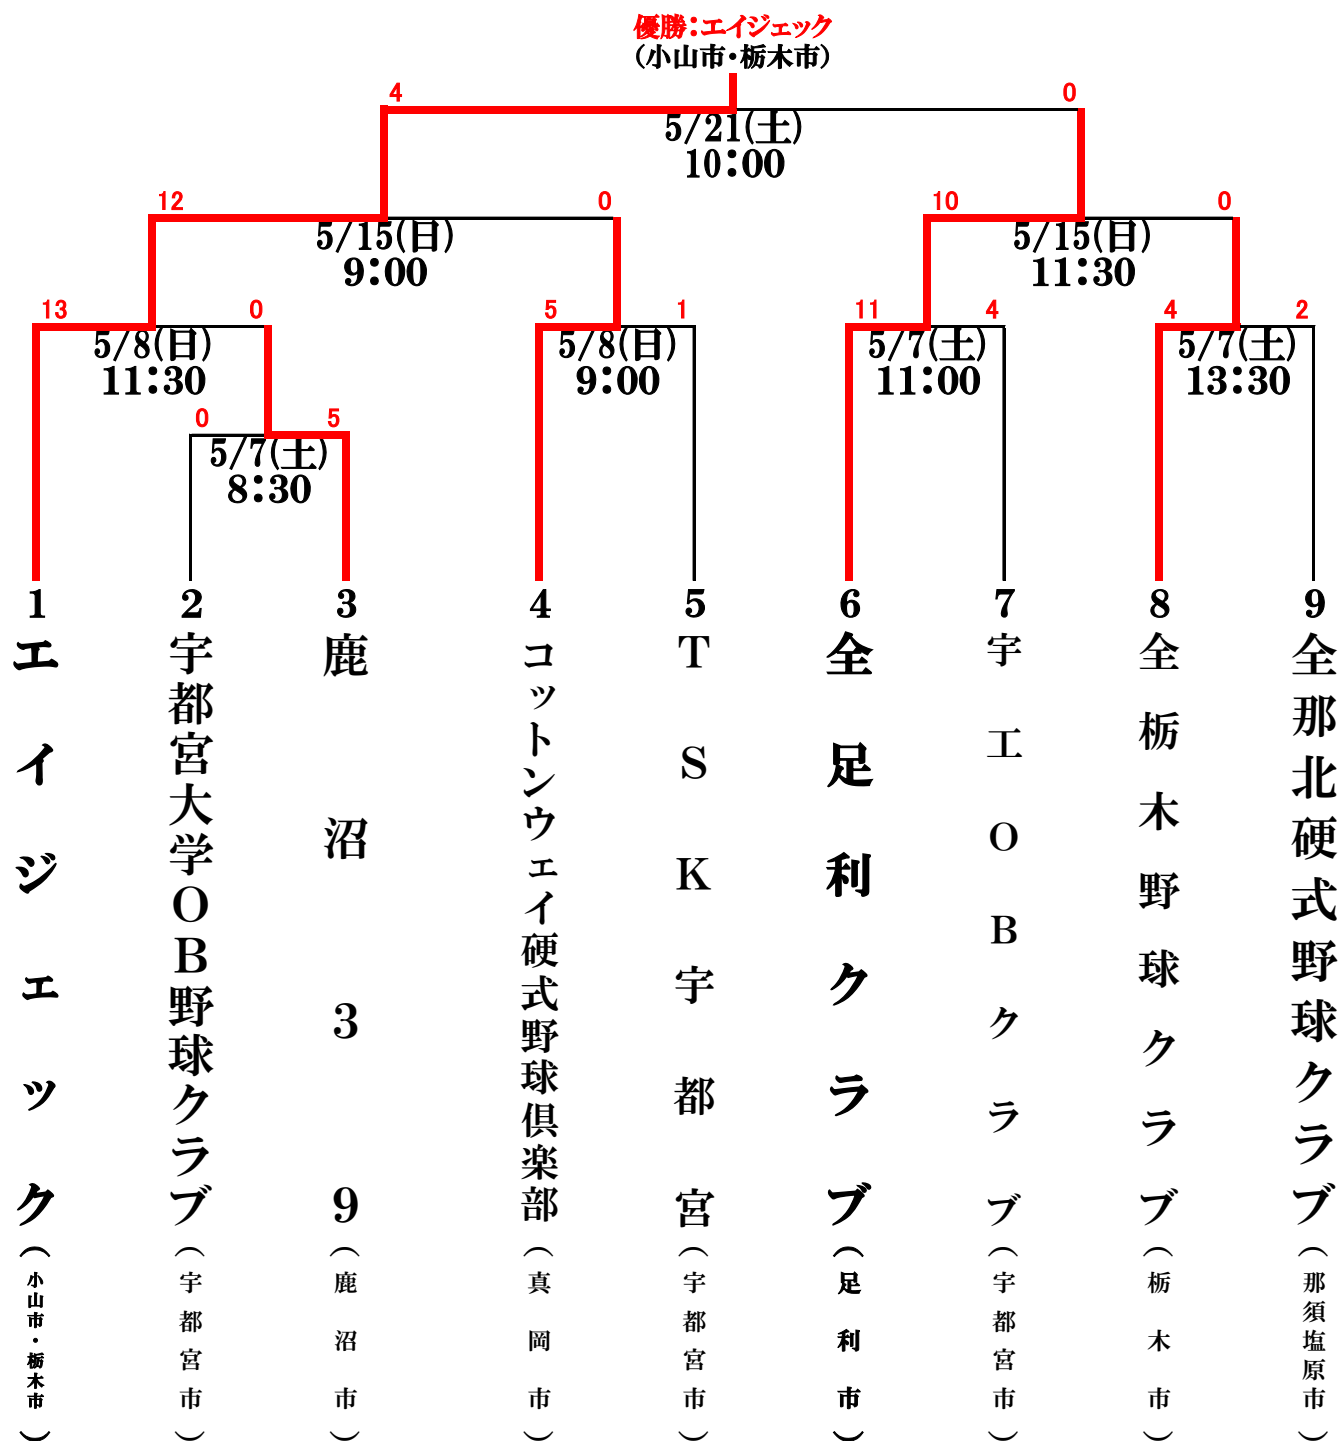 優勝：エイジェック
（小山市・栃木市）
4
0
5/21(土)
10：00
12
0
10
0
5/15(日)
9：00
5/15(日)
11：30
13
0
5
1
11
4
4
2
5/8(日)
11：30
5/8(日)
9：00
5/7(土)
11：00
5/7(土)
13：30
0
5
5/7(土)
8：30
1
エイジェック（小山市・栃木市）
2
宇都宮大学ＯＢ野球クラブ（宇都宮市）
3
鹿沼３９（鹿沼市）
4
コットンウェイ硬式野球倶楽部（真岡市）
5
ＴＳＫ宇都宮（宇都宮市）
6
全足利クラブ（足利市）
7
宇工ＯＢクラブ（宇都宮市）
8
全栃木野球クラブ（栃木市）
9
全那北硬式野球クラブ（那須塩原市）